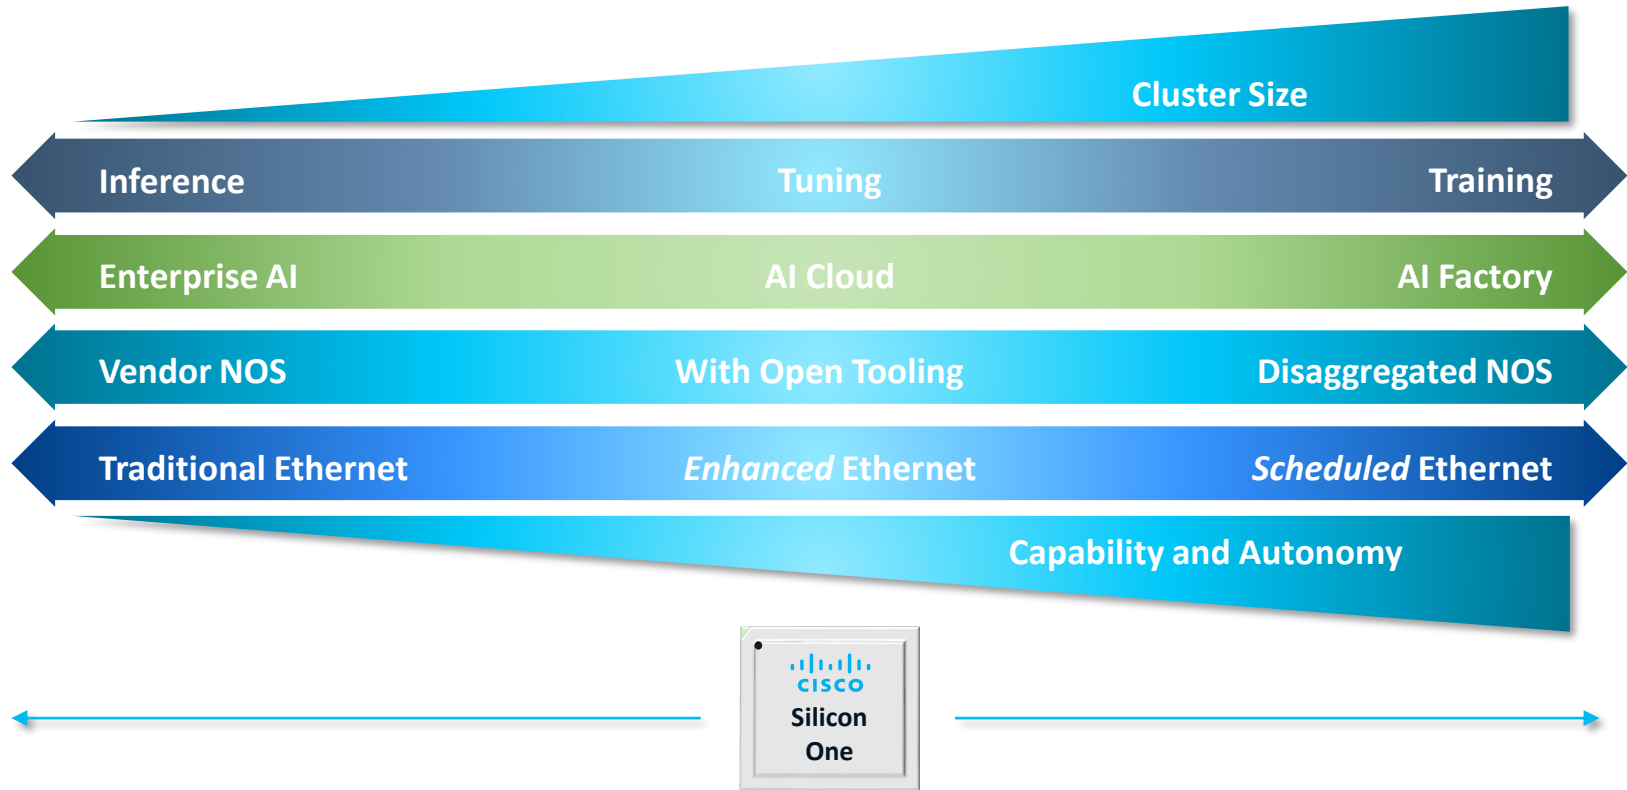 Cluster Size
Inference Tuning Training
Enterprise AI AI Cloud AI Factory
Vendor NOS With Open Tooling Disaggregated NOS
Traditional Ethernet Enhanced Ethernet Scheduled Ethernet
Capability and Autonomy
CISCO
Silicon
One